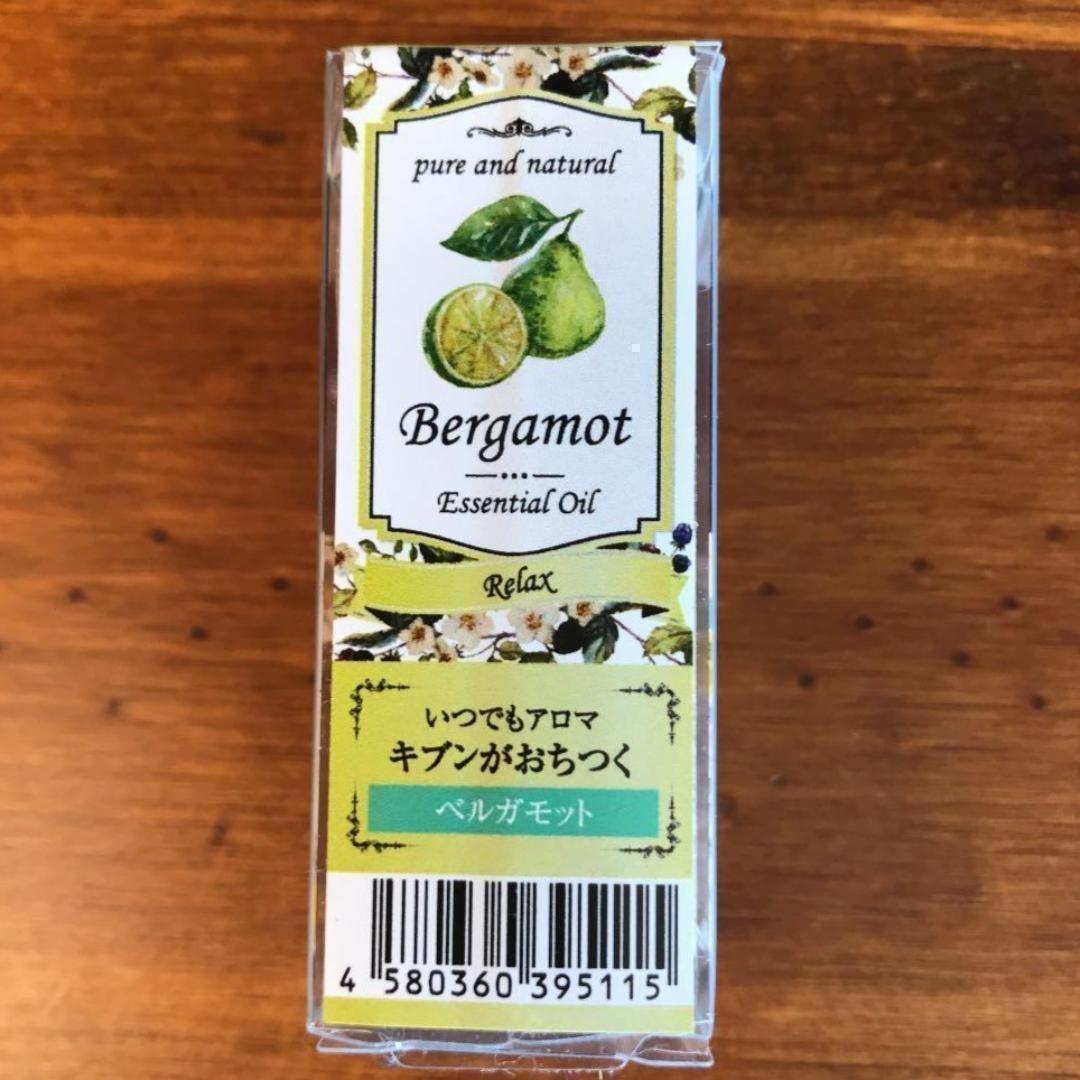 pure and natural
Bergamot
Essential Oil
Relax
いつでもアロマ
キブンがおちつく
ベルガモット
4 580360 395115